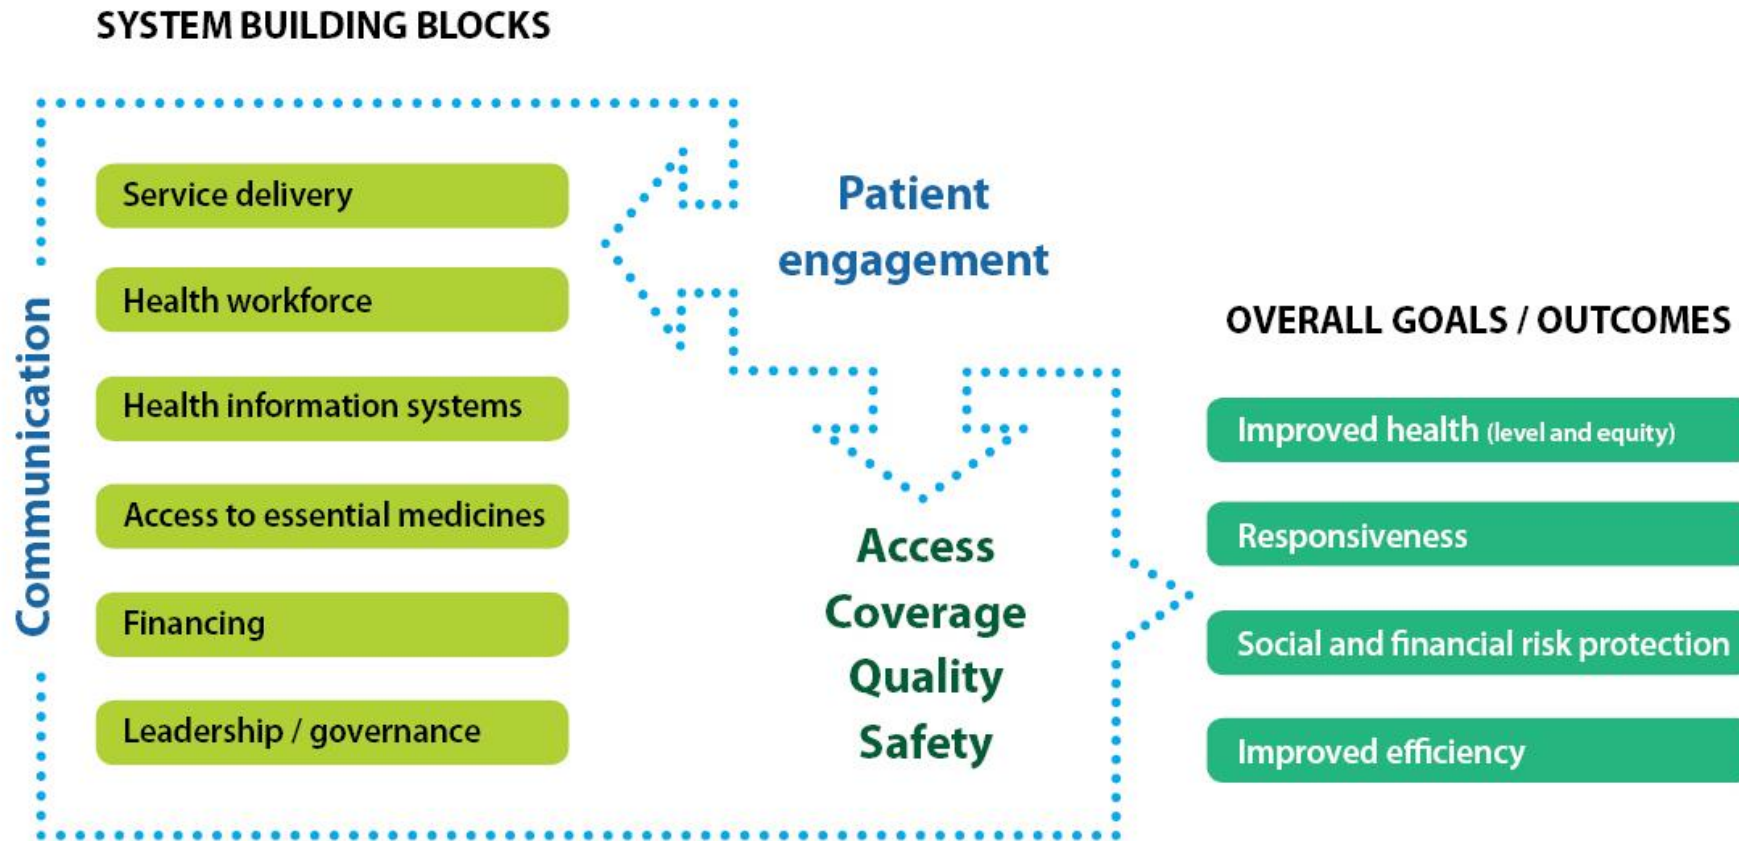 SYSTEM BUILDING BLOCKS
Communication
Service delivery
Health workforce
Health information systems
Access to essential medicines
Financing
Leadership / governance
Patient
engagement
Access
Coverage
Quality
Safety
OVERALL GOALS / OUTCOMES
Improved health (level and equity)
Responsiveness
Social and financial risk protection
Improved efficiency